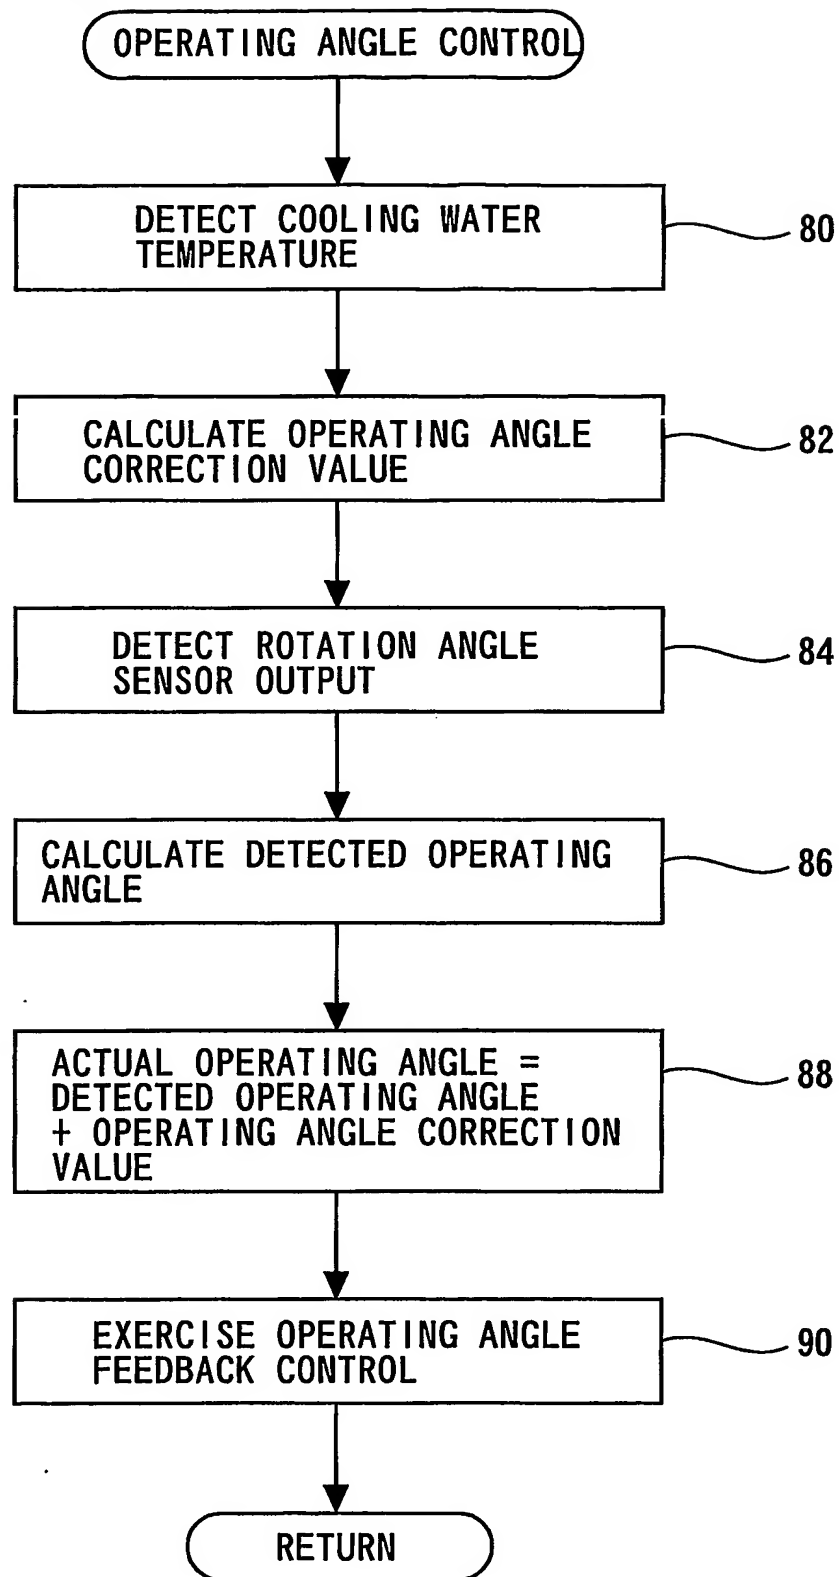 OPERATING ANGLE CONTROL
DETECT COOLING WATER
TEMPERATURE
80
CALCULATE OPERATING ANGLE
CORRECTION VALUE
82
DETECT ROTATION ANGLE
SENSOR OUTPUT
84
CALCULATE DETECTED OPERATING
ANGLE
86
ACTUAL OPERATING ANGLE =
DETECTED OPERATING ANGLE
+ OPERATING ANGLE CORRECTION
VALUE
88
EXERCISE OPERATING ANGLE
FEEDBACK CONTROL
90
RETURN